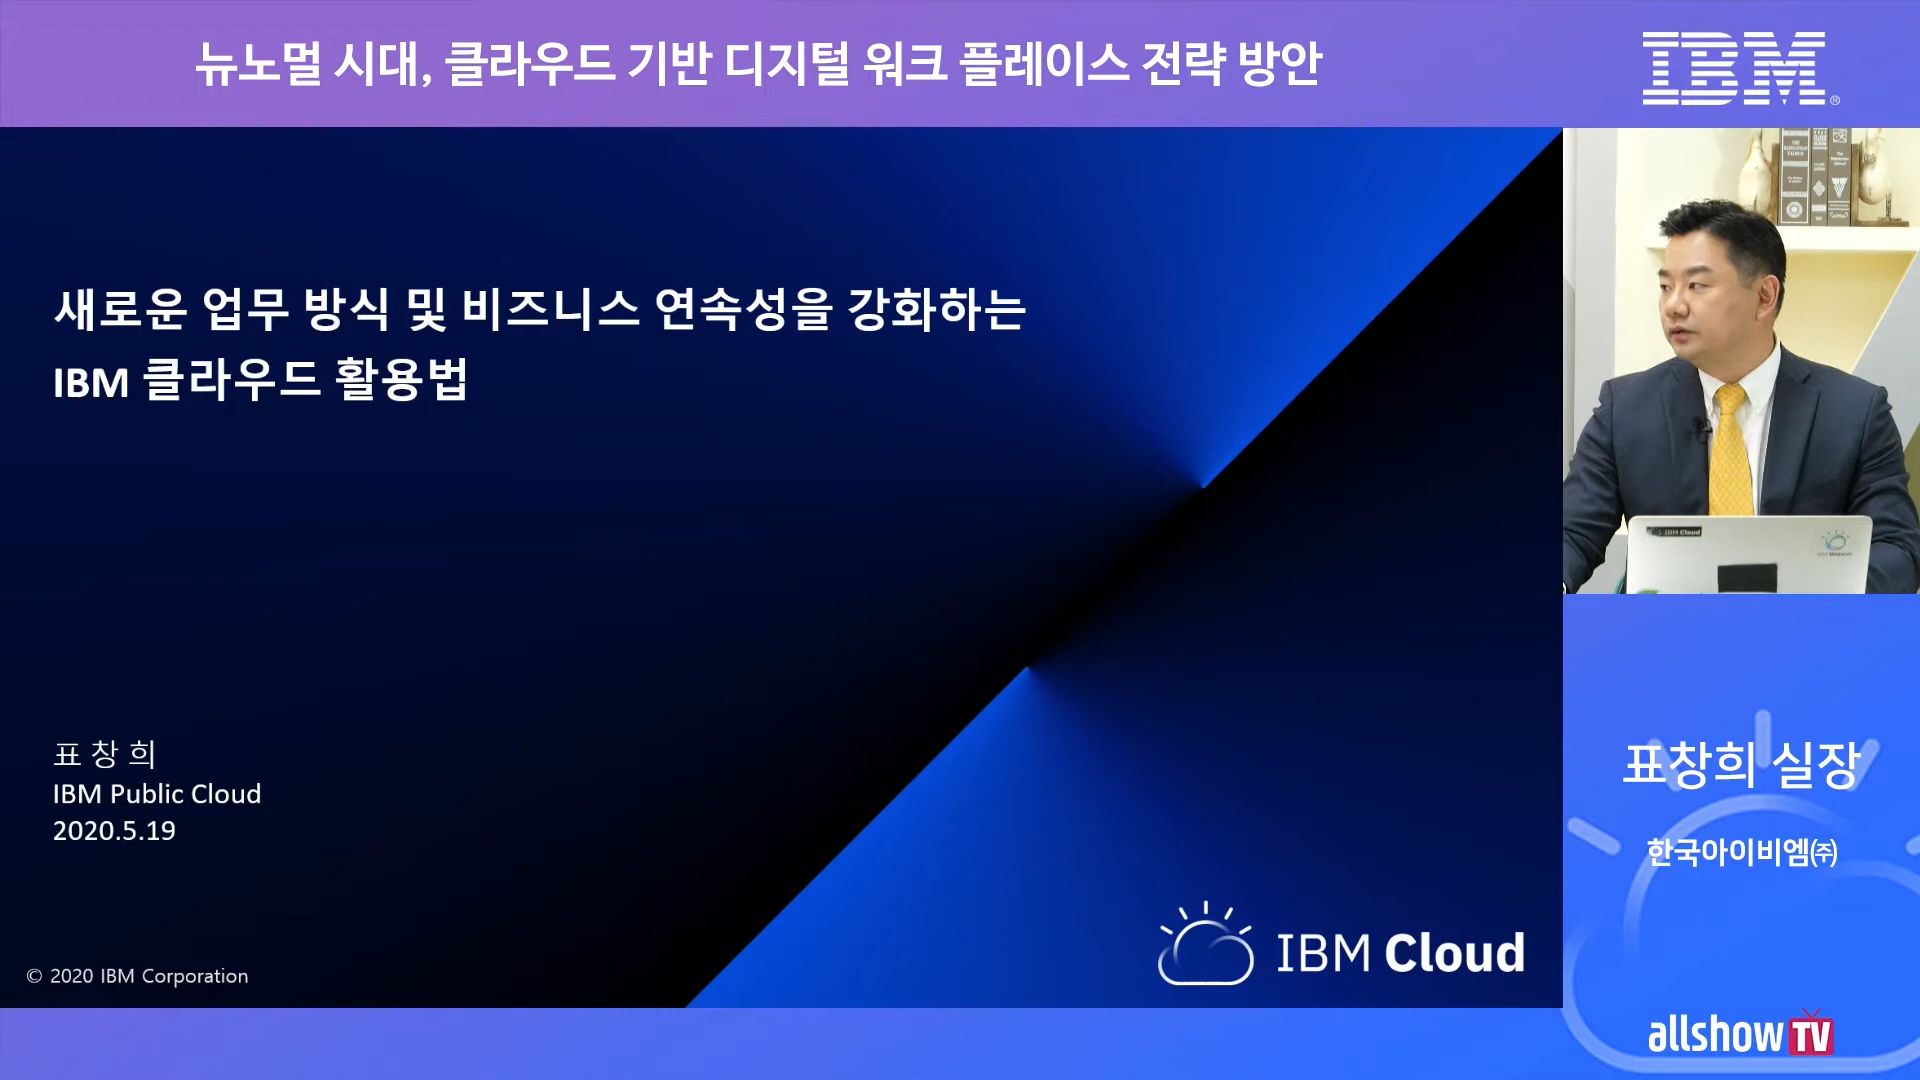 뉴노멀 시대, 클라우드 기반 디지털 워크 플레이스 전략 방안
IBM®
새로운 업무 방식 및 비즈니스 연속성을 강화하는
IBM 클라우드 활용법
표 창 희
IBM Public Cloud
2020.5.19
© 2020 IBM Corporation
IBM Cloud
IBM Cloud
표창희 실장
한국아이비엠㈜
allshow TV